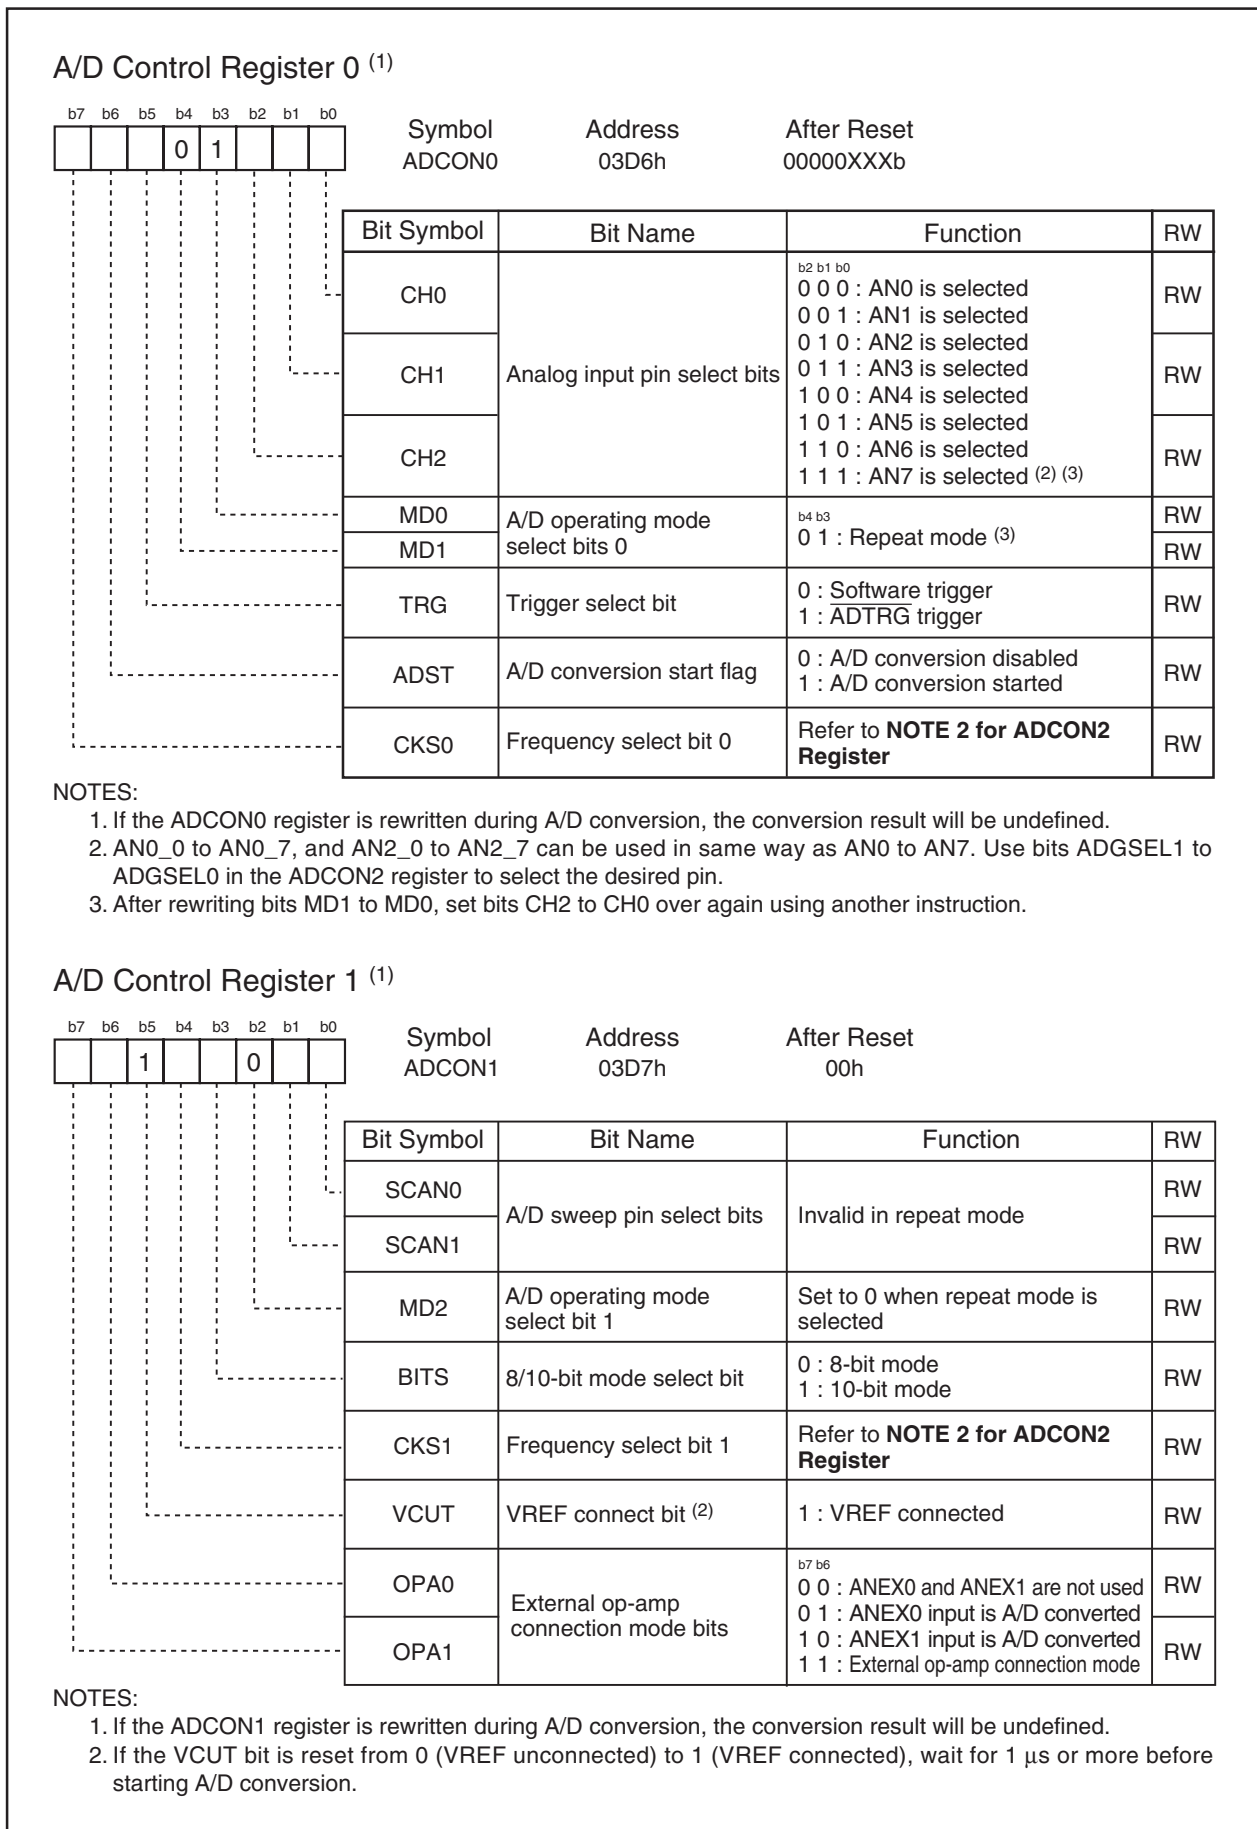 A/D Control Register 0 (1)
b7 b6 b5 b4 b3 b2 b1 b0
0 1
Symbol Address After Reset
ADCON0 03D6h 00000XXXb
Bit Symbol Bit Name Function RW
CH0 RW
CH1 Analog input pin select bits RW
CH2 RW
b2 b1 b0
0 0 0 : AN0 is selected
0 0 1 : AN1 is selected
0 1 0 : AN2 is selected
0 1 1 : AN3 is selected
1 0 0 : AN4 is selected
1 0 1 : AN5 is selected
1 1 0 : AN6 is selected
1 1 1 : AN7 is selected (2) (3)
MD0 RW
MD1 RW
A/D operating mode
select bits 0
b4 b3
0 1 : Repeat mode (3)
TRG Trigger select bit RW
0 : Software trigger
1 : ADTRG trigger
ADST A/D conversion start flag RW
0 : A/D conversion disabled
1 : A/D conversion started
CKS0 Frequency select bit 0 RW
Refer to NOTE 2 for ADCON2
Register
NOTES:
1. If the ADCON0 register is rewritten during A/D conversion, the conversion result will be undefined.
2. AN0_0 to AN0_7, and AN2_0 to AN2_7 can be used in same way as AN0 to AN7. Use bits ADGSEL1 to
ADGSEL0 in the ADCON2 register to select the desired pin.
3. After rewriting bits MD1 to MD0, set bits CH2 to CH0 over again using another instruction.
A/D Control Register 1 (1)
b7 b6 b5 b4 b3 b2 b1 b0
1 0
Symbol Address After Reset
ADCON1 03D7h 00h
Bit Symbol Bit Name Function RW
SCAN0 RW
A/D sweep pin select bits Invalid in repeat mode
SCAN1 RW
MD2 RW
A/D operating mode
select bit 1
Set to 0 when repeat mode is
selected
BITS 8/10-bit mode select bit RW
0 : 8-bit mode
1 : 10-bit mode
CKS1 Frequency select bit 1 RW
Refer to NOTE 2 for ADCON2
Register
VCUT VREF connect bit (2) 1 : VREF connected RW
OPA0 RW
OPA1 RW
External op-amp
connection mode bits
b7 b6
0 0 : ANEX0 and ANEX1 are not used
0 1 : ANEX0 input is A/D converted
1 0 : ANEX1 input is A/D converted
1 1 : External op-amp connection mode
NOTES:
1. If the ADCON1 register is rewritten during A/D conversion, the conversion result will be undefined.
2. If the VCUT bit is reset from 0 (VREF unconnected) to 1 (VREF connected), wait for 1 µs or more before
starting A/D conversion.